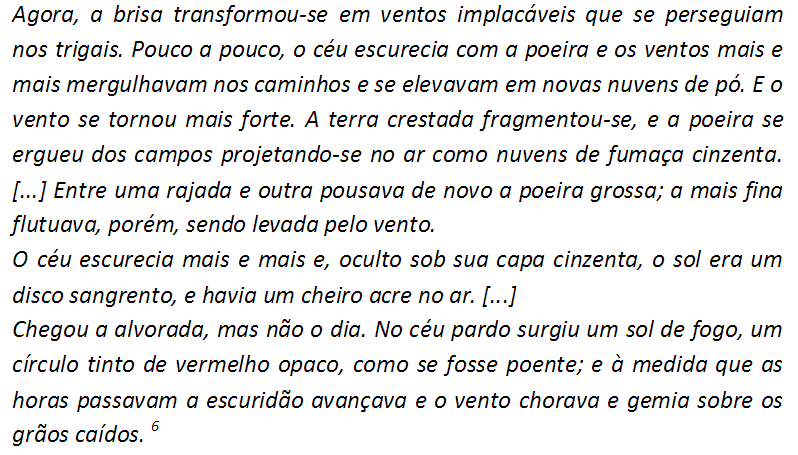 Agora, a brisa transformou-se em ventos implacáveis que se perseguiam
nos trigais. Pouco a pouco, o céu escurecia com a poeira e os ventos mais e
mais mergulhavam nos caminhos e se elevavam em novas nuvens de pó. E o
vento se tornou mais forte. A terra crestada fragmentou-se, e a poeira se
ergueu dos campos projetando-se no ar como nuvens de fumaça cinzenta.
[...] Entre uma rajada e outra pousava de novo a poeira grossa; a mais fina
flutuava, porém, sendo levada pelo vento.
O céu escurecia mais e mais e, oculto sob sua capa cinzenta, o sol era um
disco sangrento, e havia um cheiro acre no ar. [...]
Chegou a alvorada, mas não o dia. No céu pardo surgiu um sol de fogo, um
círculo tinto de vermelho opaco, como se fosse poente; e à medida que as
horas passavam a escuridão avançava e o vento chorava e gemia sobre os
grãos caídos. 6